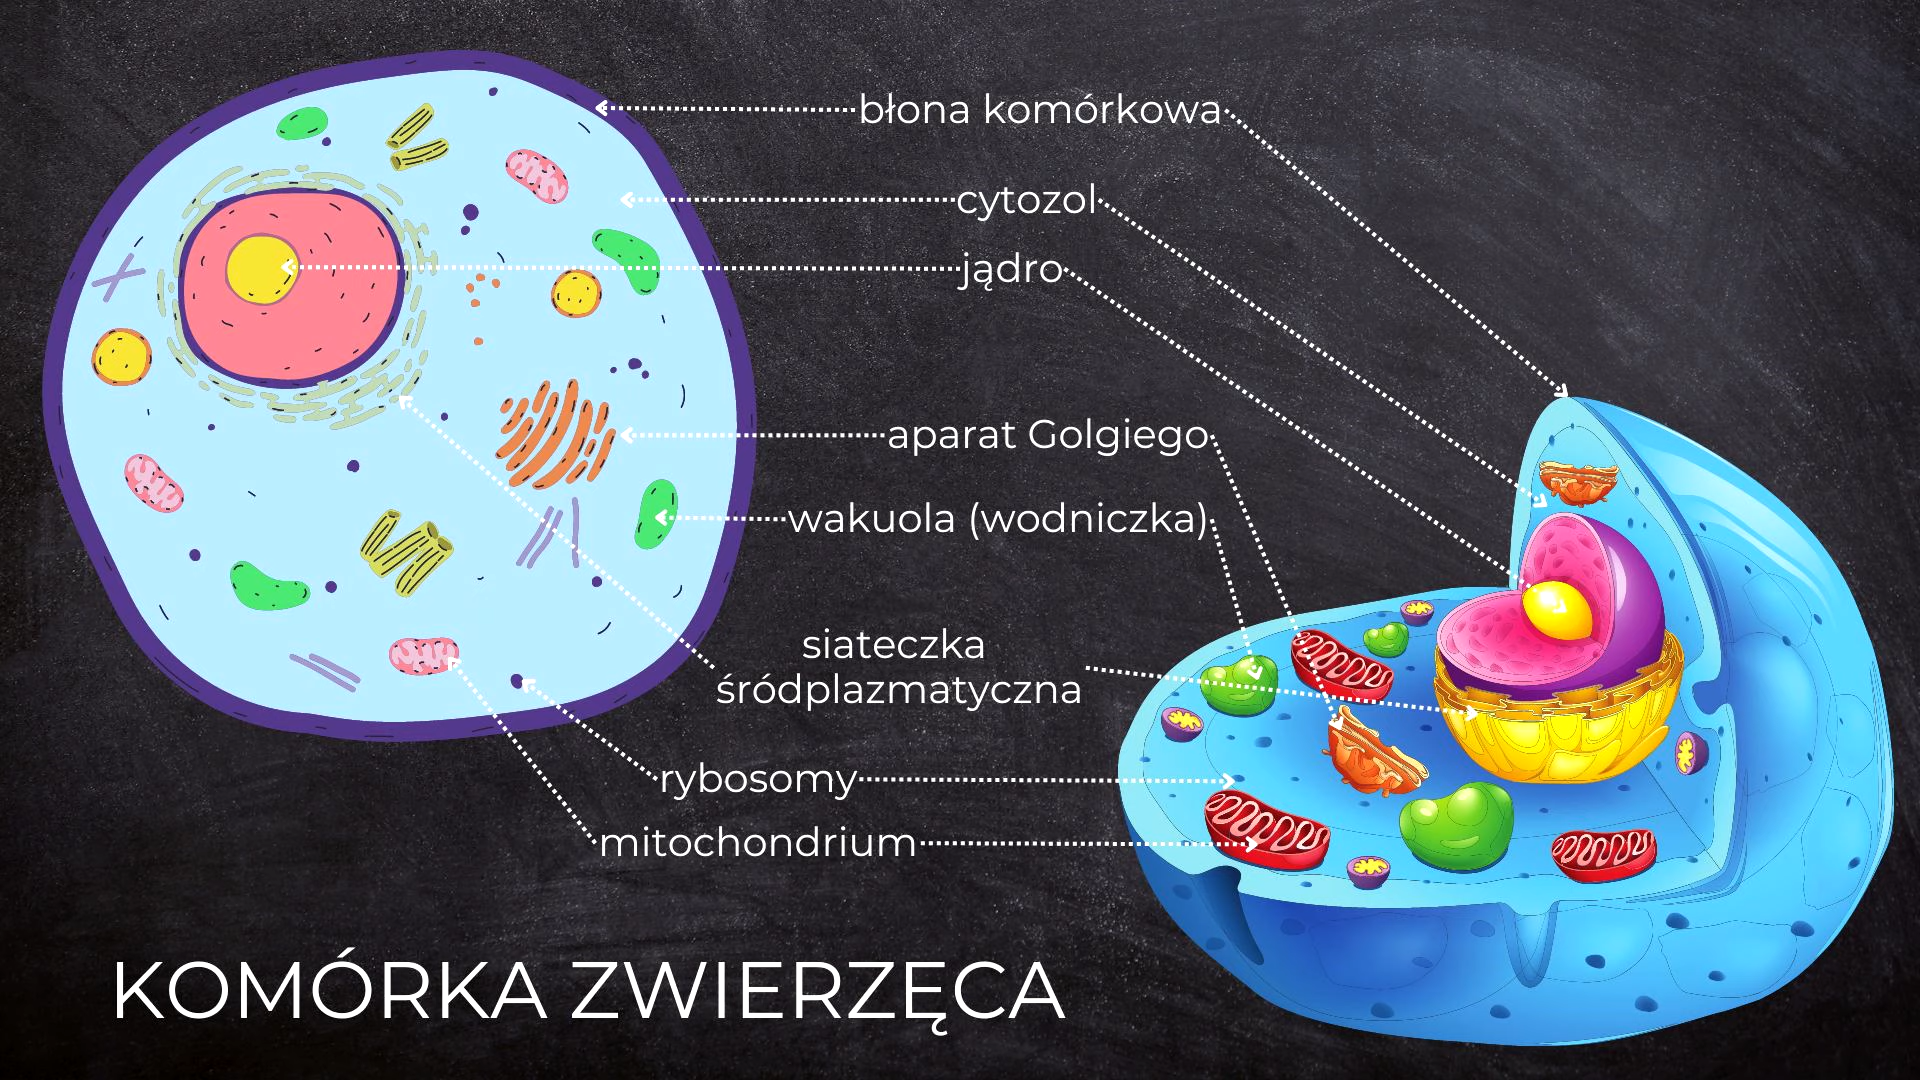 błona komórkowa
cytozol
jądro
aparat Golgiego
wakuola (wodniczka)
siateczka
śródplazmatyczna
rybosomy
mitochondrium
KOMÓRKA ZWIERZĘCA